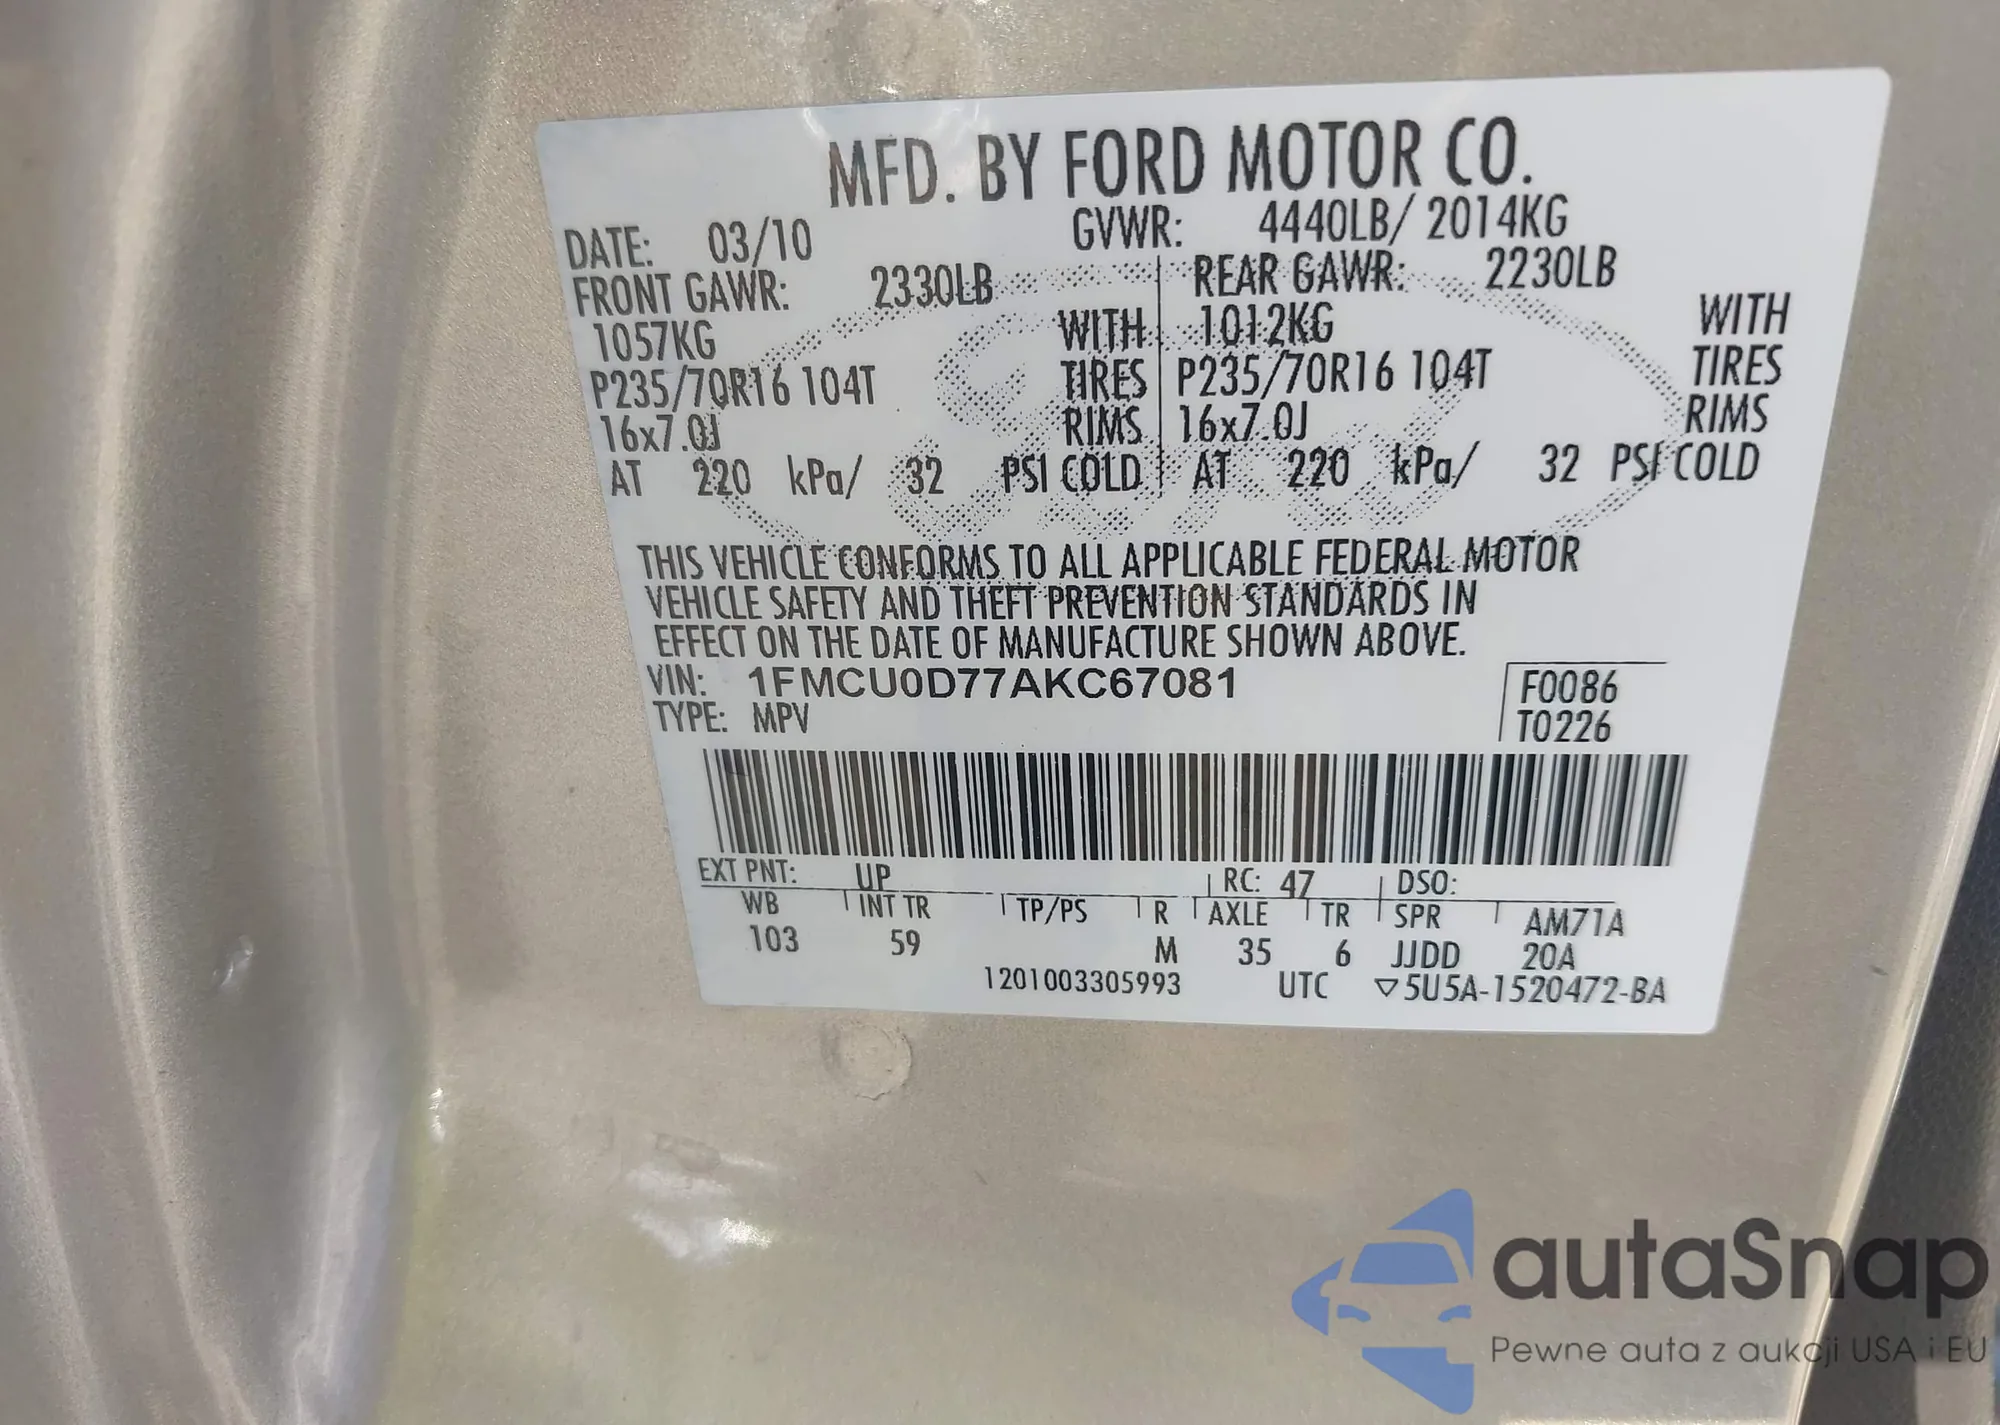 MFD. BY FORD MOTOR CO.
DATE: 03/10 GVWR: 4440LB/ 2014KG
FRONT GAWR: 2330LB REAR GAWR: 2230LB
1057KG WITH 1012KG WITH
P235/70R16 104T TIRES P235/70R16 104T TIRES
16x7.0J RIMS 16x7.0J RIMS
AT 220 kPa/ 32 PSI COLD AT 220 kPa/ 32 PSI COLD
THIS VEHICLE CONFORMS TO ALL APPLICABLE FEDERAL MOTOR
VEHICLE SAFETY AND THEFT PREVENTION STANDARDS IN
EFFECT ON THE DATE OF MANUFACTURE SHOWN ABOVE.
VIN: 1FMCU0D77AKC67081 F0086
TYPE: MPV T0226
EXT PNT: UP RC: 47 DSO:
WB INT TR TP/PS R AXLE TR SPR AM71A
103 59 M 35 6 JJDD 20A
1201003305993 UTC ▽5U5A-1520472-BA
autaSnap
Pewne auta z aukcji USA i EU